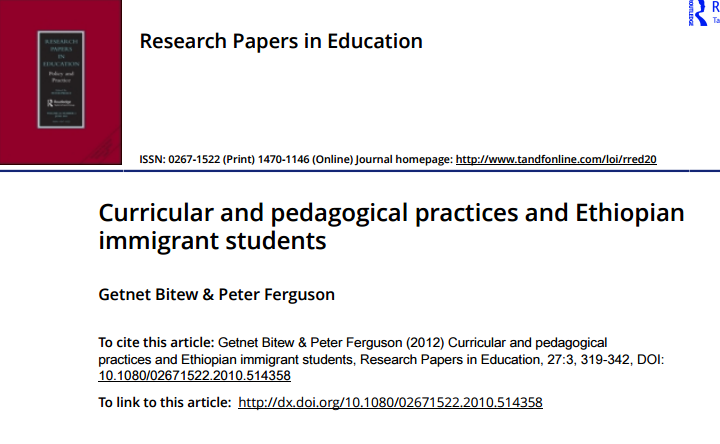 RESEARCH
PAPERS
IN
EDUCATION
Policy and
Practice
Routledge
Research Papers in Education
R
Ta
ROUTLEDGE
ISSN: 0267-1522 (Print) 1470-1146 (Online) Journal homepage: http://www.tandfonline.com/loi/rred20
Curricular and pedagogical practices and Ethiopian
immigrant students
Getnet Bitew & Peter Ferguson
To cite this article: Getnet Bitew & Peter Ferguson (2012) Curricular and pedagogical
practices and Ethiopian immigrant students, Research Papers in Education, 27:3, 319-342, DOI:
10.1080/02671522.2010.514358
To link to this article: http://dx.doi.org/10.1080/02671522.2010.514358